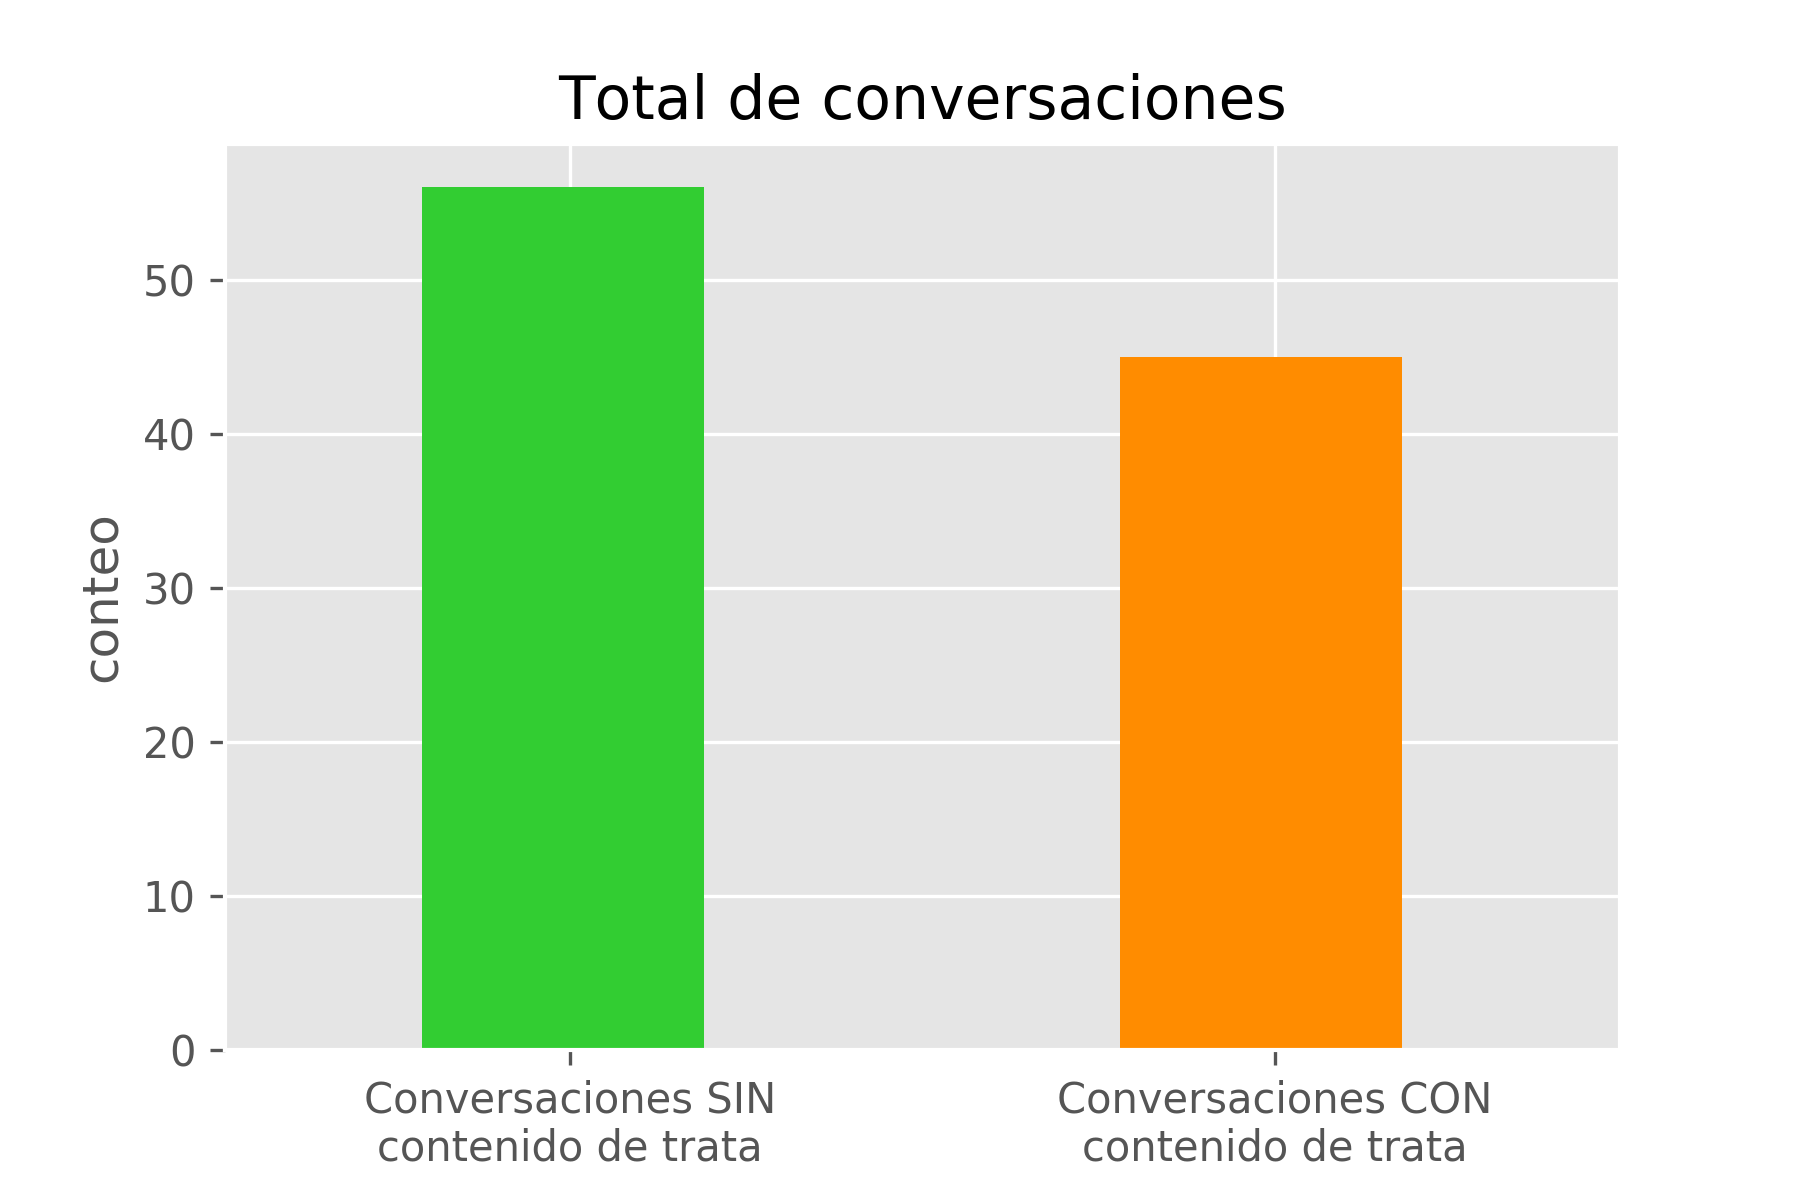 Total de conversaciones
conteo
50
40
30
20
10
0
Conversaciones SIN
contenido de trata
Conversaciones CON
contenido de trata